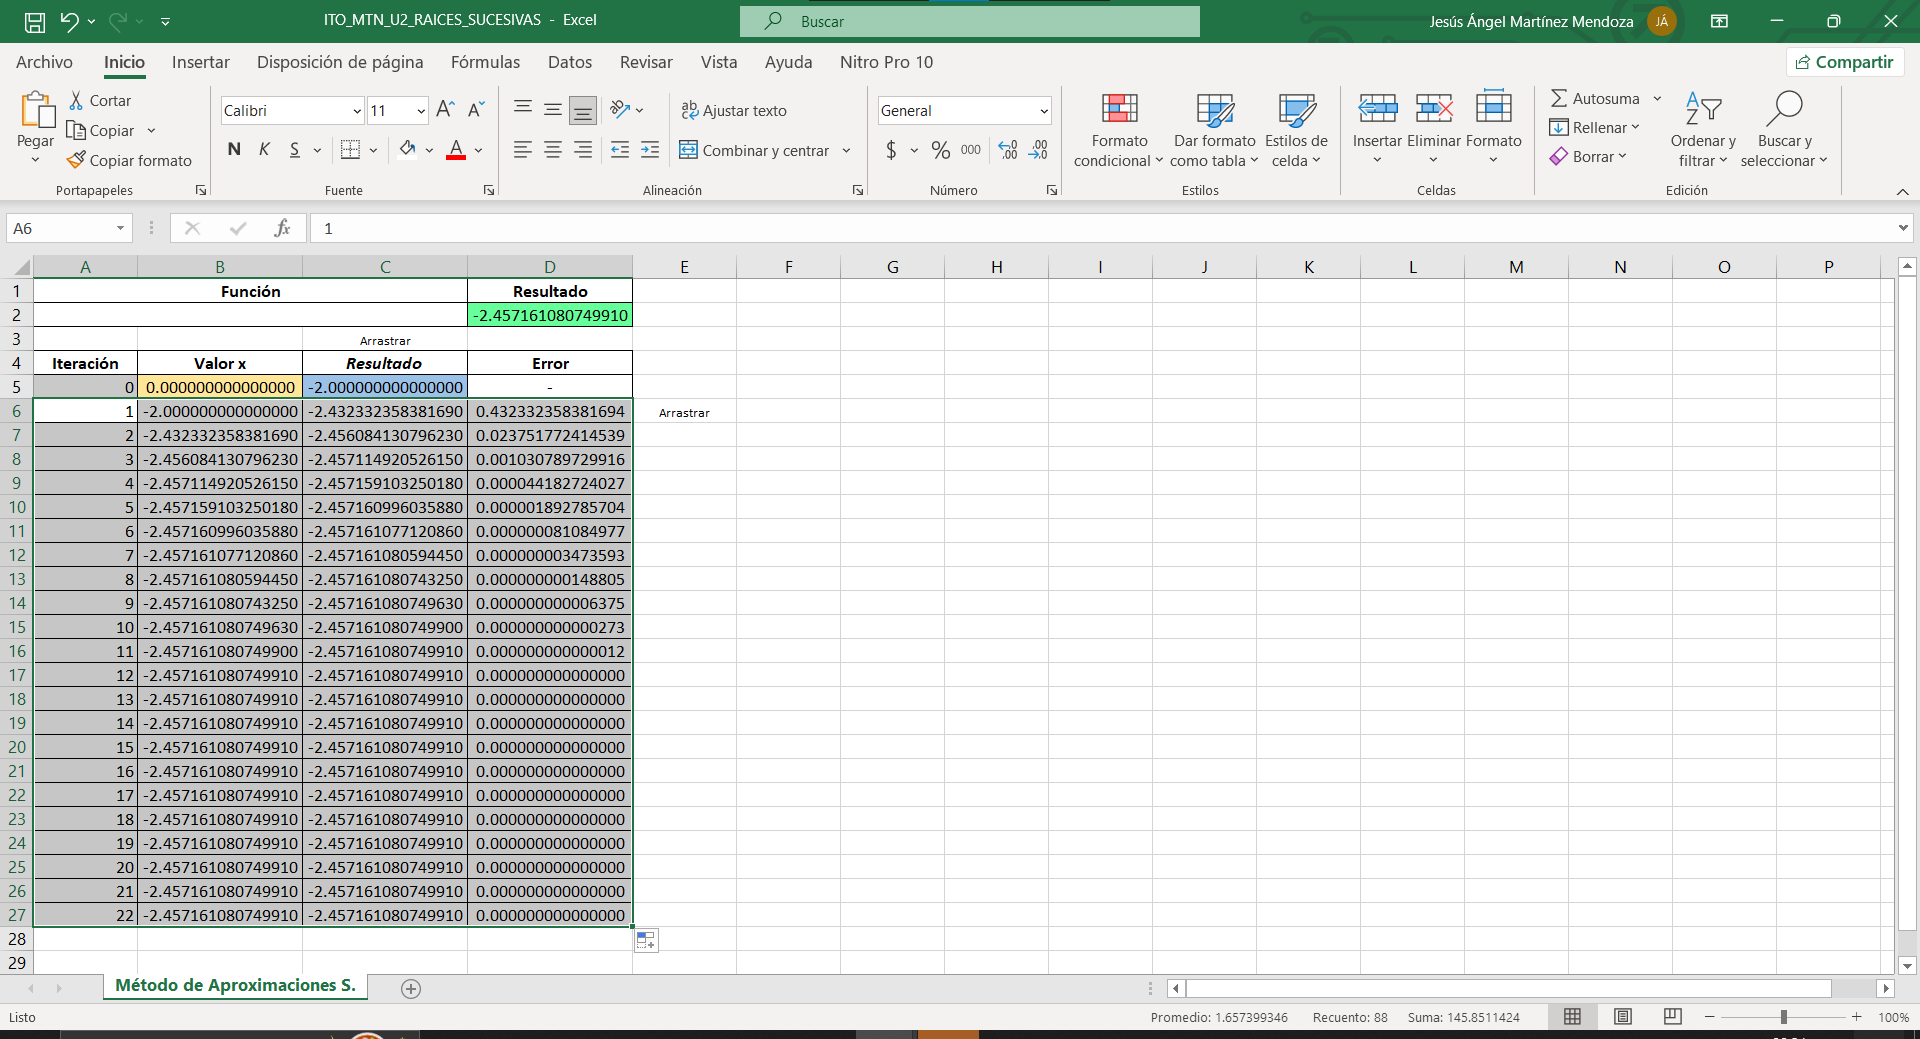 ITO_MTN_U2_RAICES_SUCESIVAS - Excel
Buscar
Jesús Ángel Martínez Mendoza JÁ
Archivo Inicio Insertar Disposición de página Fórmulas Datos Revisar Vista Ayuda Nitro Pro 10 Compartir
Pegar
Cortar
Copiar
Copiar formato
Portapapeles
Calibri 11 A A
N K S A
Fuente
Ajustar texto
Combinar y centrar
Alineación
General
$ % 000
Número
Formato condicional
Dar formato como tabla
Estilos de celda
Estilos
Insertar Eliminar Formato
Celdas
Autosuma
Rellenar
Borrar
Ordenar y filtrar
Buscar y seleccionar
Edición
A6 fx 1
A B C D E F G H I J K L M N O P
1 Función Resultado
2 -2.457161080749910
3 Arrastrar
4 Iteración Valor x Resultado Error
5 0 0.000000000000000 -2.000000000000000 -
6 1 -2.000000000000000 -2.432332358381690 0.432332358381694 Arrastrar
7 2 -2.432332358381690 -2.456084130796230 0.023751772414539
8 3 -2.456084130796230 -2.457114920526150 0.001030789729916
9 4 -2.457114920526150 -2.457159103250180 0.000044182724027
10 5 -2.457159103250180 -2.457160996035880 0.000001892785704
11 6 -2.457160996035880 -2.457161077120860 0.000000081084977
12 7 -2.457161077120860 -2.457161080594450 0.000000003473593
13 8 -2.457161080594450 -2.457161080743250 0.000000000148805
14 9 -2.457161080743250 -2.457161080749630 0.000000000006375
15 10 -2.457161080749630 -2.457161080749900 0.000000000000273
16 11 -2.457161080749900 -2.457161080749910 0.000000000000012
17 12 -2.457161080749910 -2.457161080749910 0.000000000000000
18 13 -2.457161080749910 -2.457161080749910 0.000000000000000
19 14 -2.457161080749910 -2.457161080749910 0.000000000000000
20 15 -2.457161080749910 -2.457161080749910 0.000000000000000
21 16 -2.457161080749910 -2.457161080749910 0.000000000000000
22 17 -2.457161080749910 -2.457161080749910 0.000000000000000
23 18 -2.457161080749910 -2.457161080749910 0.000000000000000
24 19 -2.457161080749910 -2.457161080749910 0.000000000000000
25 20 -2.457161080749910 -2.457161080749910 0.000000000000000
26 21 -2.457161080749910 -2.457161080749910 0.000000000000000
27 22 -2.457161080749910 -2.457161080749910 0.000000000000000
28
29
Método de Aproximaciones S.
Listo Promedio: 1.657399346 Recuento: 88 Suma: 145.8511424 100%